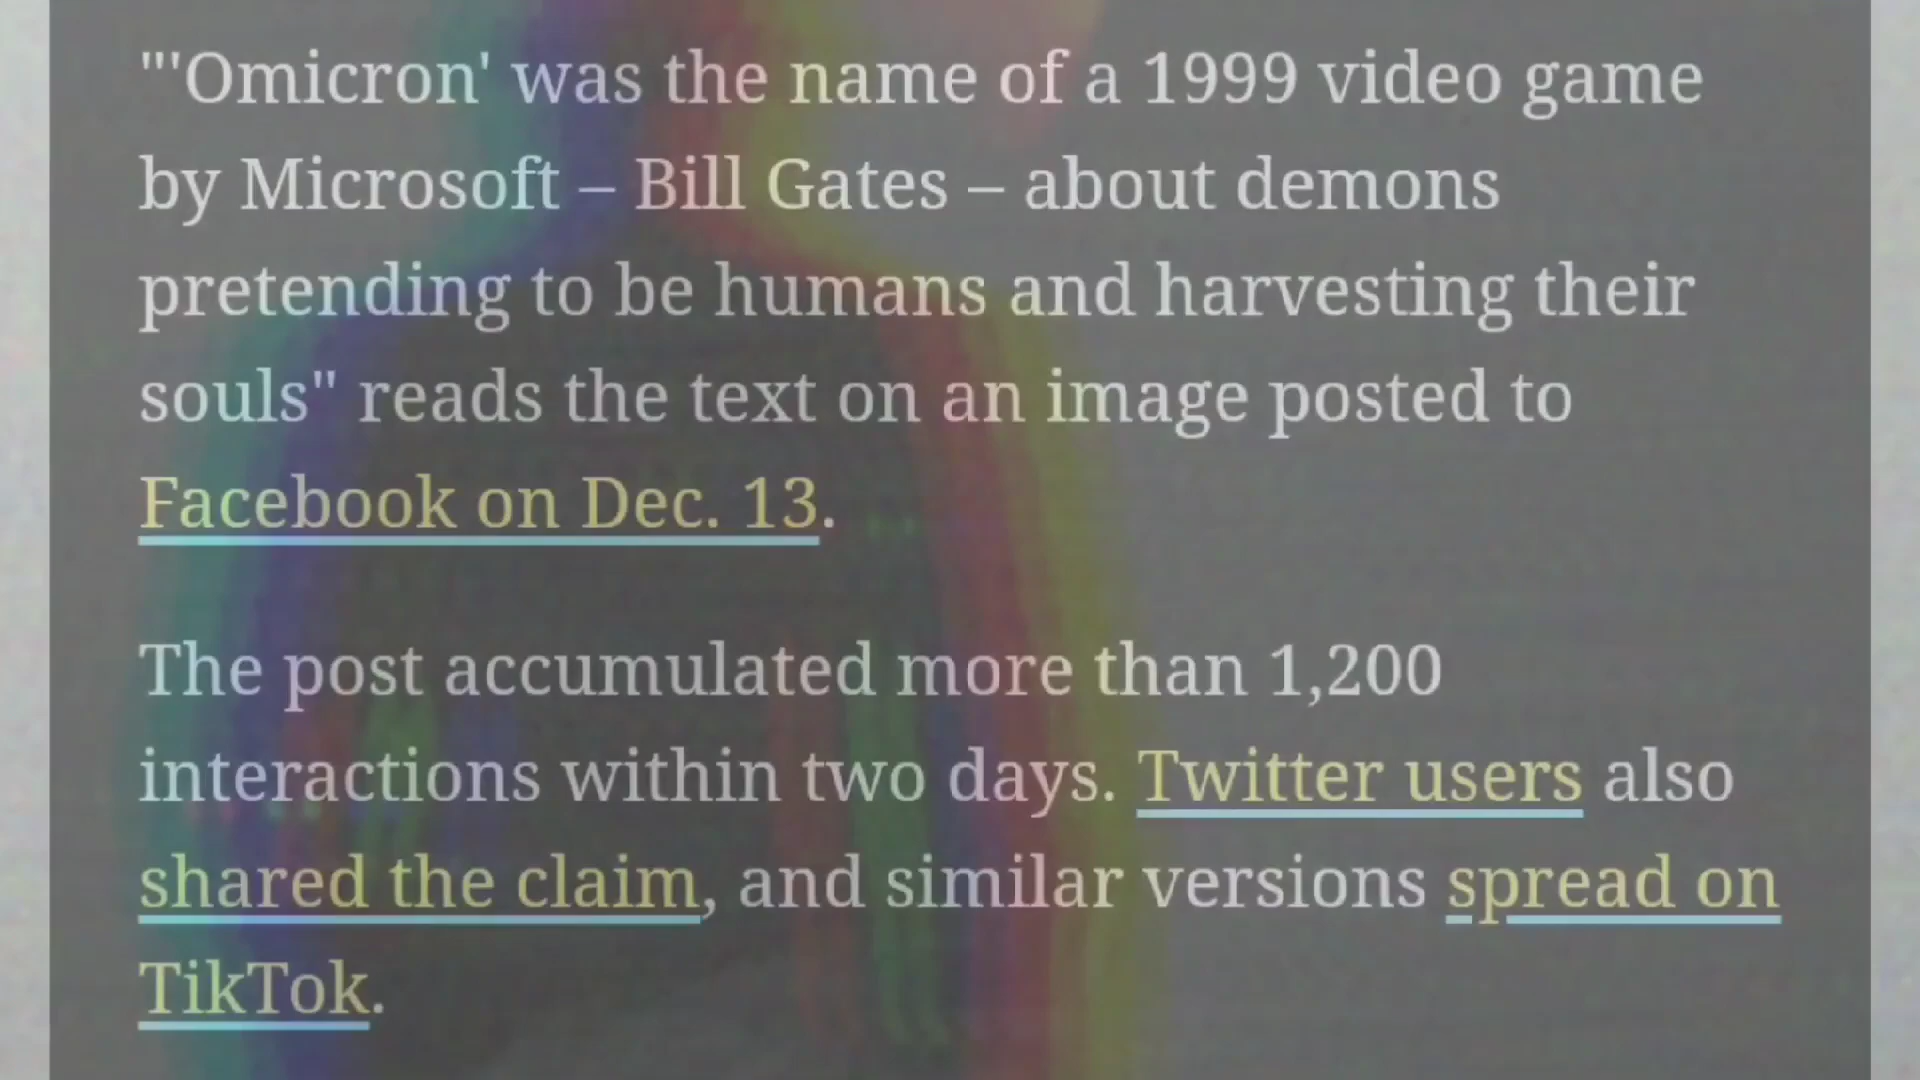 "'Omicron' was the name of a 1999 video game
by Microsoft – Bill Gates – about demons
pretending to be humans and harvesting their
souls" reads the text on an image posted to
Facebook on Dec. 13.
The post accumulated more than 1,200
interactions within two days. Twitter users also
shared the claim, and similar versions spread on
TikTok.